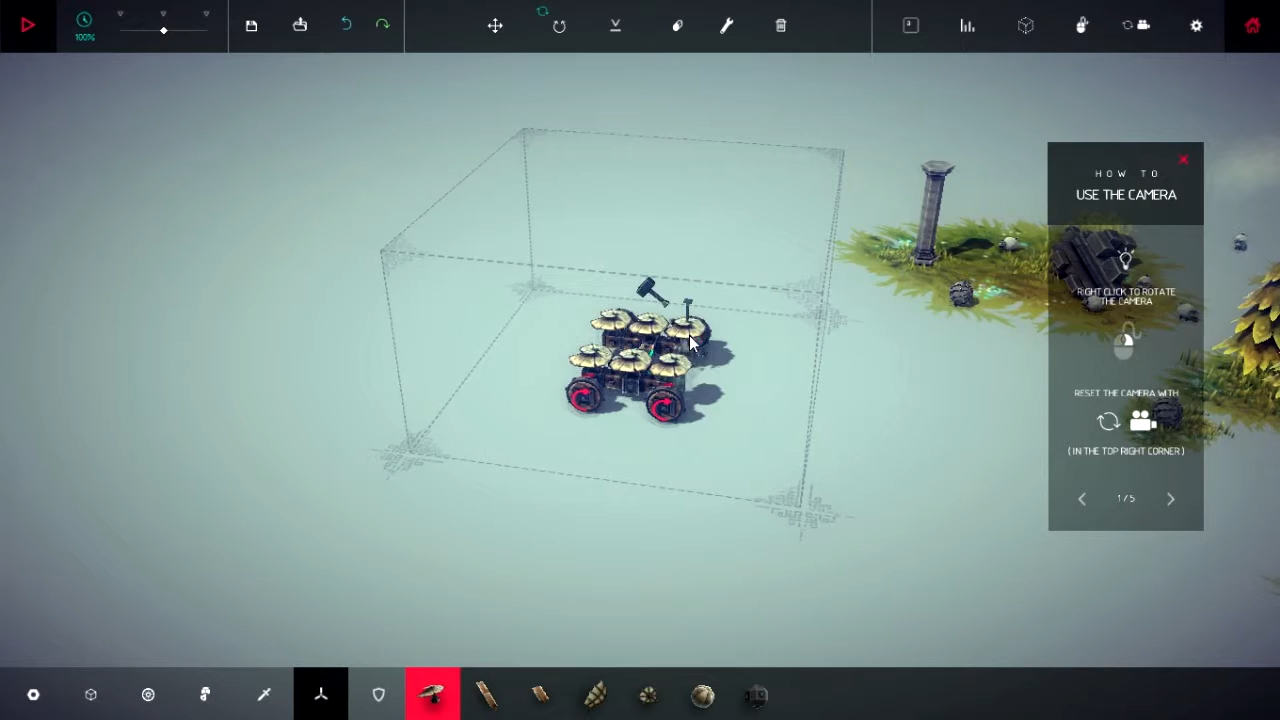 100%
HOW TO
USE THE CAMERA
RIGHT CLICK TO ROTATE
THE CAMERA
RESET THE CAMERA WITH
( IN THE TOP RIGHT CORNER )
1/5